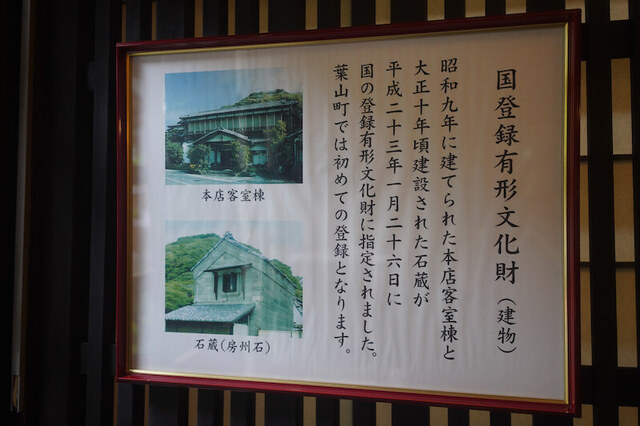 国登録有形文化財（建物）
昭和九年に建てられた本店客室棟と
大正十年頃建設された石蔵が
平成二十三年一月二十六日に
国の登録有形文化財に指定されました。
葉山町では初めての登録となります。
本店客室棟
石蔵（房州石）